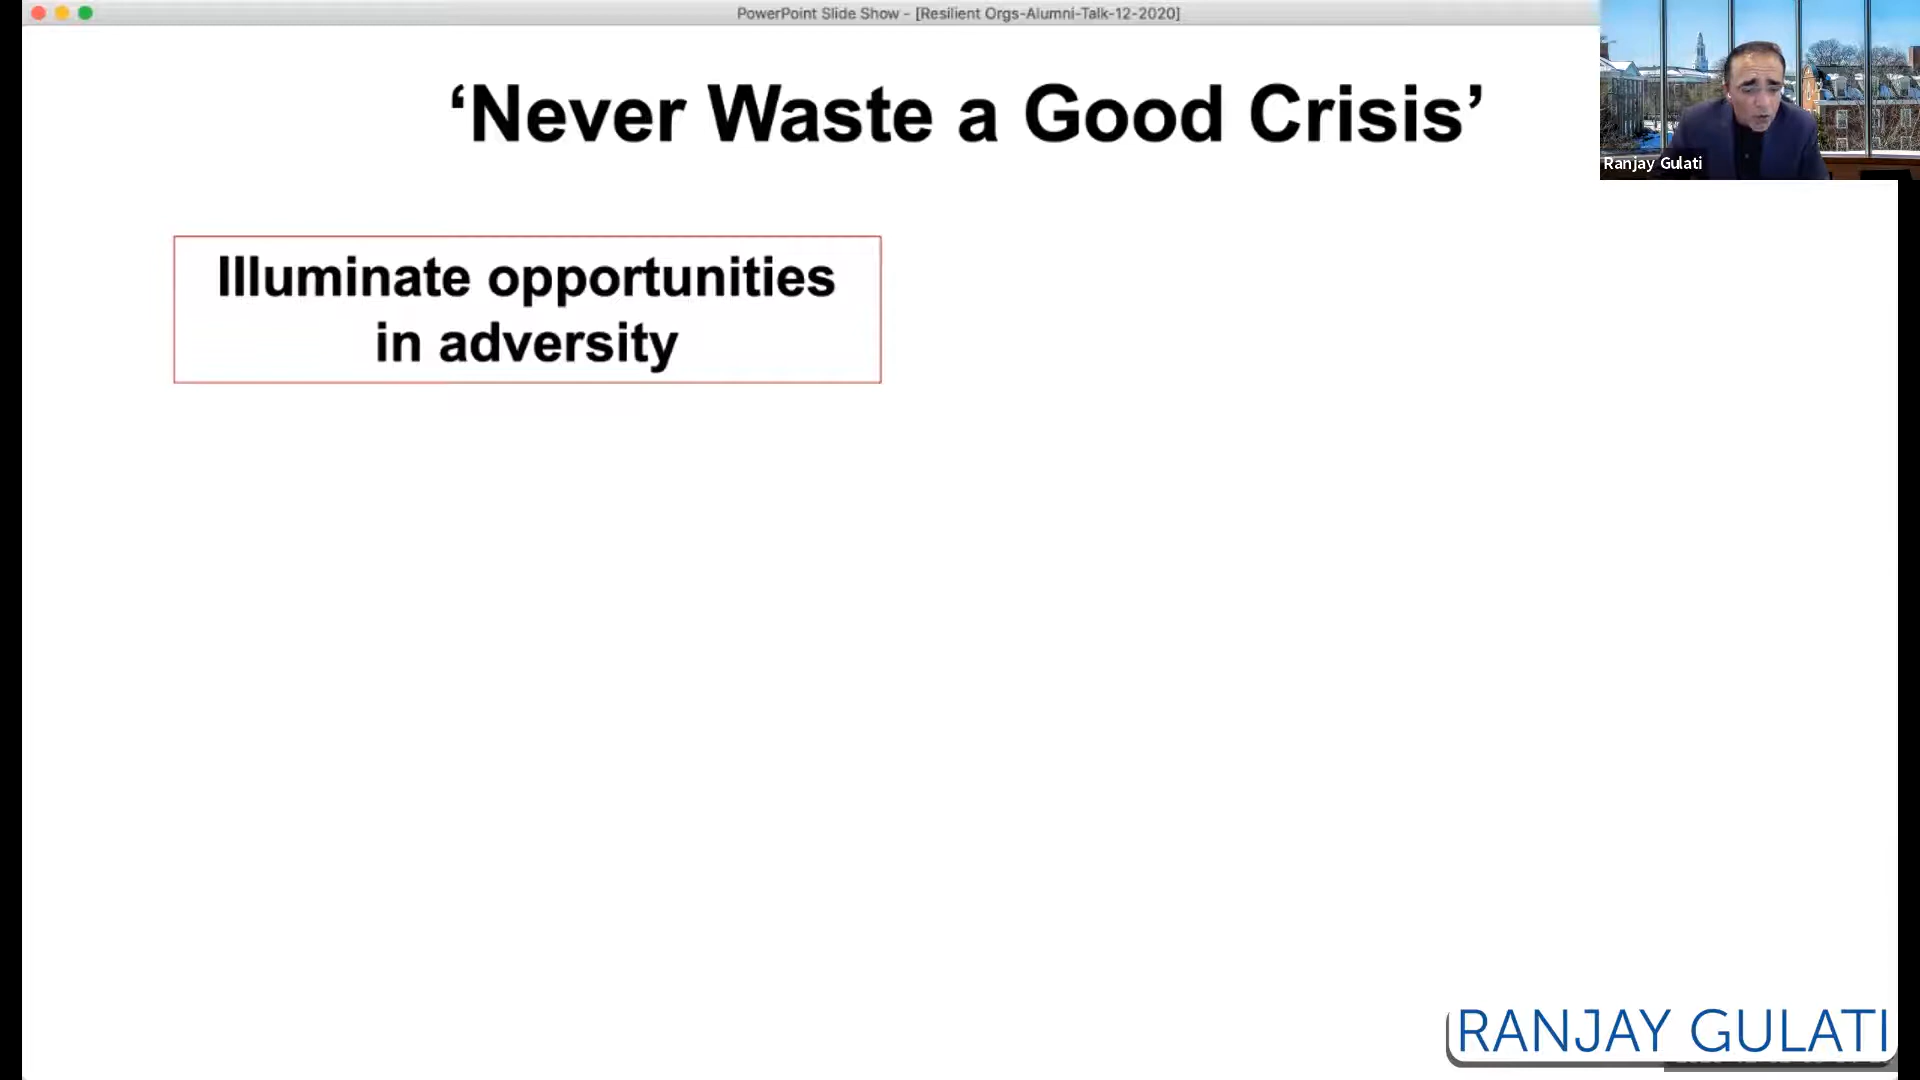 PowerPoint Slide Show - [Resilient Orgs-Alumni-Talk-12-2020]
‘Never Waste a Good Crisis’
Ranjay Gulati
Illuminate opportunities
in adversity
RANJAY GULATI